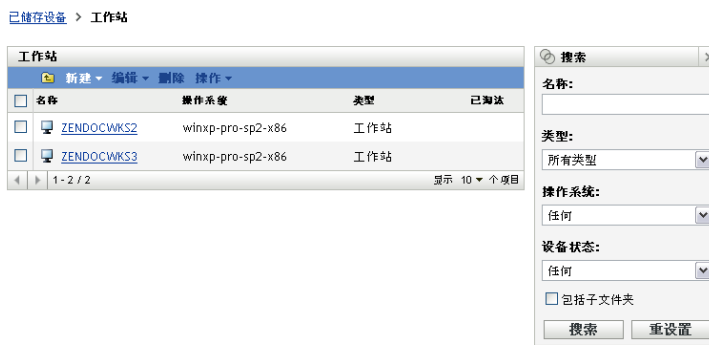 已储存设备 > 工作站
工作站
新建 编辑 删除 操作
名称 操作系统 类型 已淘汰
ZENDOCWKS2 winxp-pro-sp2-x86 工作站
ZENDOCWKS3 winxp-pro-sp2-x86 工作站
1 - 2 / 2 显示 10 个项目
搜索
名称:
类型:
所有类型
操作系统:
任何
设备状态:
任何
包括子文件夹
搜索 重设置